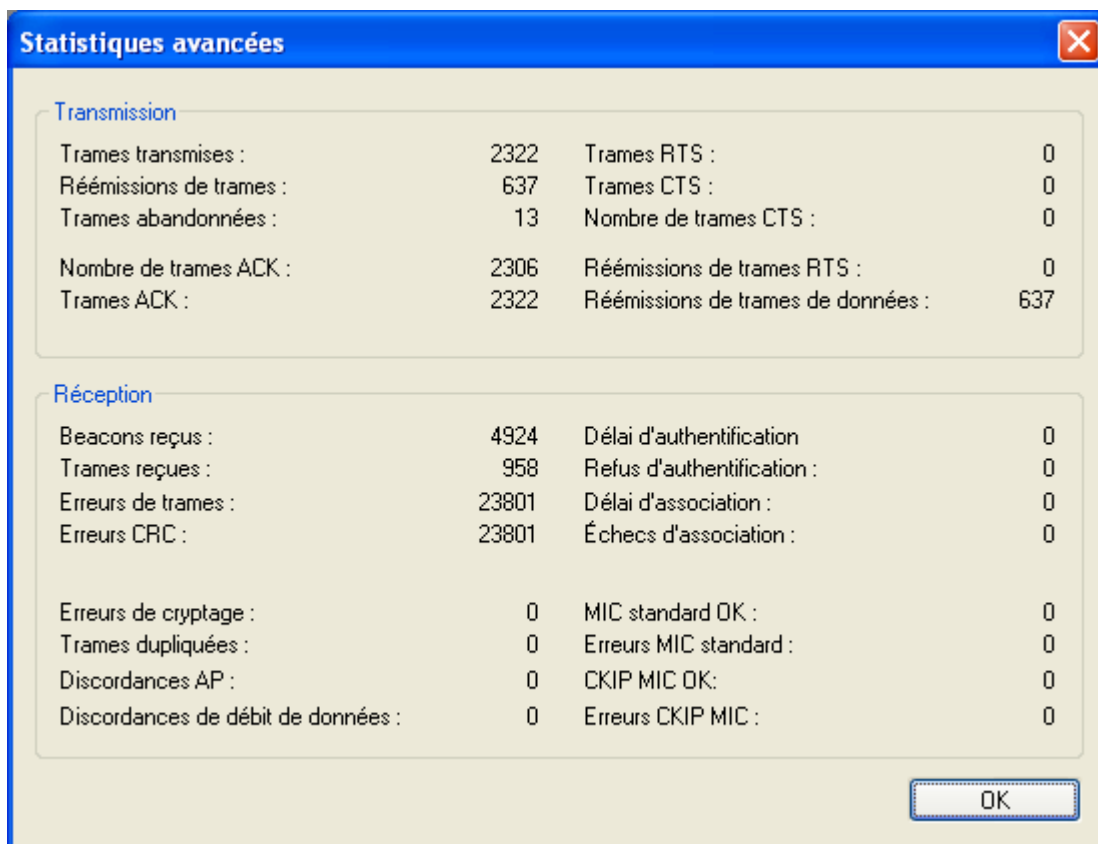 Statistiques avancées
Transmission
Trames transmises : 2322 Trames RTS : 0
Réémissions de trames : 637 Trames CTS : 0
Trames abandonnées : 13 Nombre de trames CTS : 0
Nombre de trames ACK : 2306 Réémissions de trames RTS : 0
Trames ACK : 2322 Réémissions de trames de données : 637
Réception
Beacons reçus : 4924 Délai d'authentification 0
Trames reçues : 958 Refus d'authentification : 0
Erreurs de trames : 23801 Délai d'association : 0
Erreurs CRC : 23801 Échecs d'association : 0
Erreurs de cryptage : 0 MIC standard OK : 0
Trames dupliquées : 0 Erreurs MIC standard : 0
Discordances AP : 0 CKIP MIC OK: 0
Discordances de débit de données : 0 Erreurs CKIP MIC : 0
OK